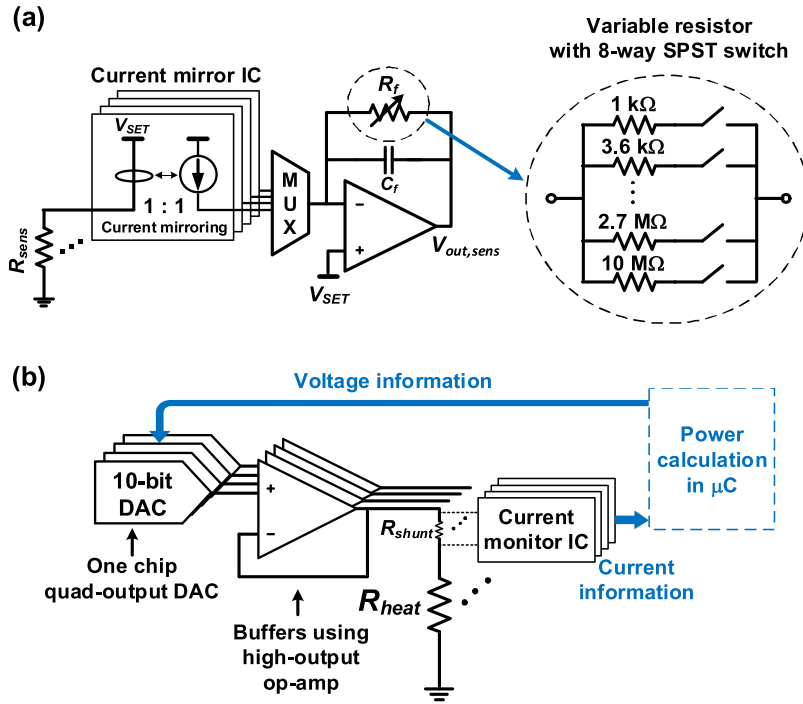 (a)
Variable resistor
with 8-way SPST switch
Current mirror IC
V_SET
1 : 1
Current mirroring
R_sens
MUX
R_f
C_f
−
+
V_SET
V_out,sens
1 kΩ
3.6 kΩ
2.7 MΩ
10 MΩ
(b)
Voltage information
10-bit
DAC
One chip
quad-output DAC
+
−
Buffers using
high-output
op-amp
R_shunt
R_heat
Current
monitor IC
Current
information
Power
calculation
in µC